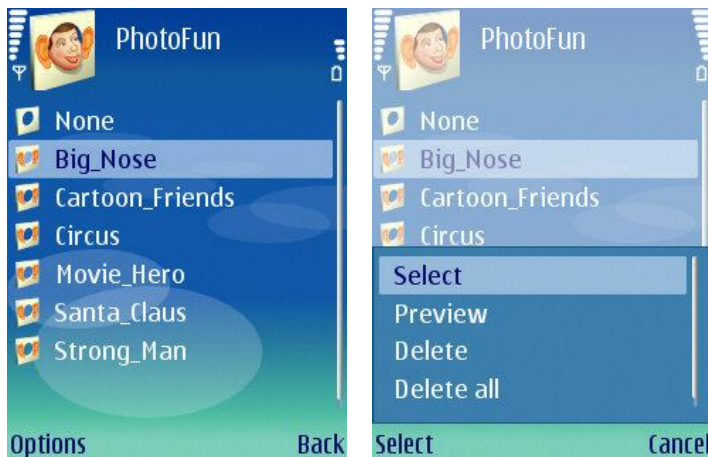 PhotoFun
None
Big_Nose
Cartoon_Friends
Circus
Movie_Hero
Santa_Claus
Strong_Man
Options Back
PhotoFun
None
Big_Nose
Cartoon_Friends
Circus
Select
Preview
Delete
Delete all
Select Cancel